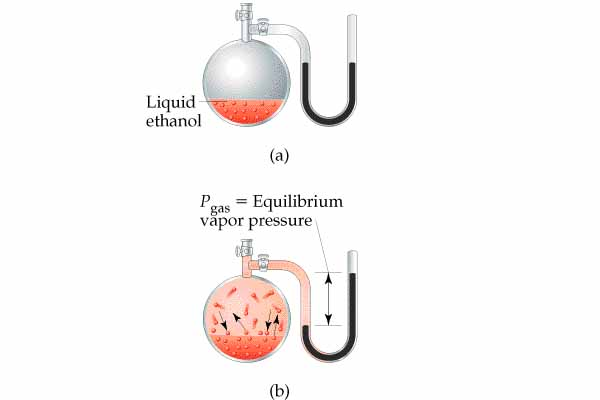 Liquid
ethanol
(a)
Pgas = Equilibrium
vapor pressure
(b)